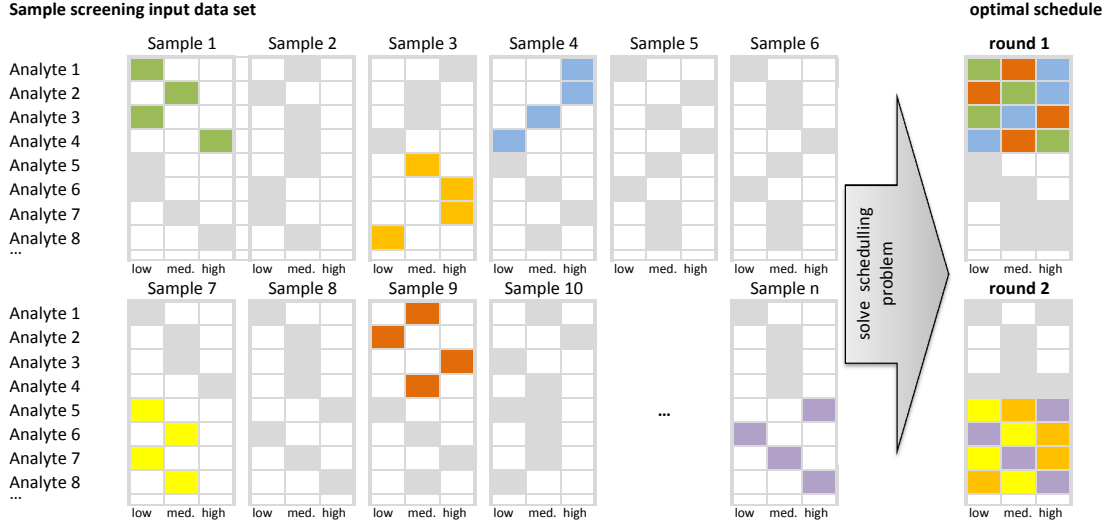 Sample screening input data set
optimal schedule
Sample 1 Sample 2 Sample 3 Sample 4 Sample 5 Sample 6 round 1
Analyte 1
Analyte 2
Analyte 3
Analyte 4
Analyte 5
Analyte 6
Analyte 7
Analyte 8
...
low med. high low med. high low med. high low med. high low med. high low med. high low med. high
solve schedulling
problem
Sample 7 Sample 8 Sample 9 Sample 10 Sample n round 2
Analyte 1
Analyte 2
Analyte 3
Analyte 4
Analyte 5
...
Analyte 6
Analyte 7
Analyte 8
...
low med. high low med. high low med. high low med. high low med. high low med. high